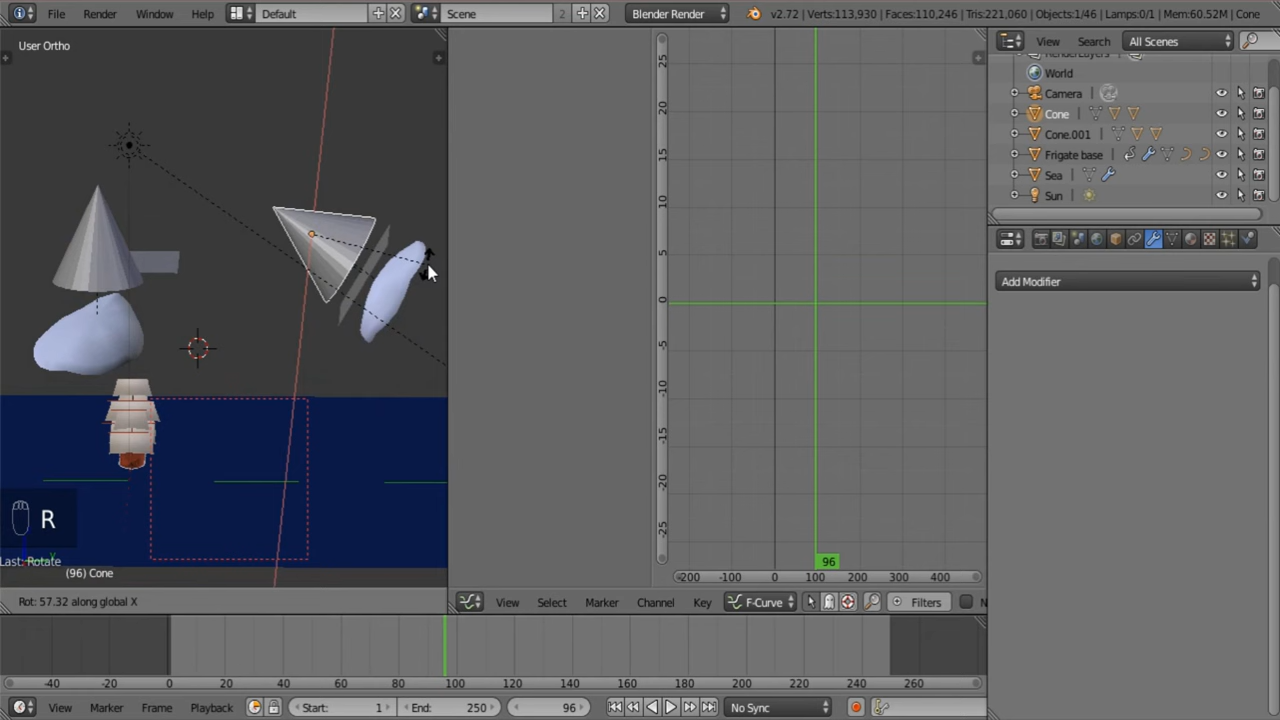 File Render Window Help Default Scene 2 Blender Render v2.72 | Verts:113,930 | Faces:110,246 | Tris:221,060 | Objects:1/46 | Lamps:0/1 | Mem:60.52M | Cone
User Ortho
View Search All Scenes
World
Camera
Cone
Cone.001
Frigate base
Sea
Sun
Add Modifier
25
20
15
10
5
0
-5
-10
-15
-20
-25
R
Last: Rotate
(96) Cone
96
-200 -100 0 100 200 300 400
Rot: 57.32 along global X
View Select Marker Channel Key F-Curve Filters N
-40 -20 0 20 40 60 80 100 120 140 160 180 200 220 240 260
View Marker Frame Playback Start: 1 End: 250 96 No Sync